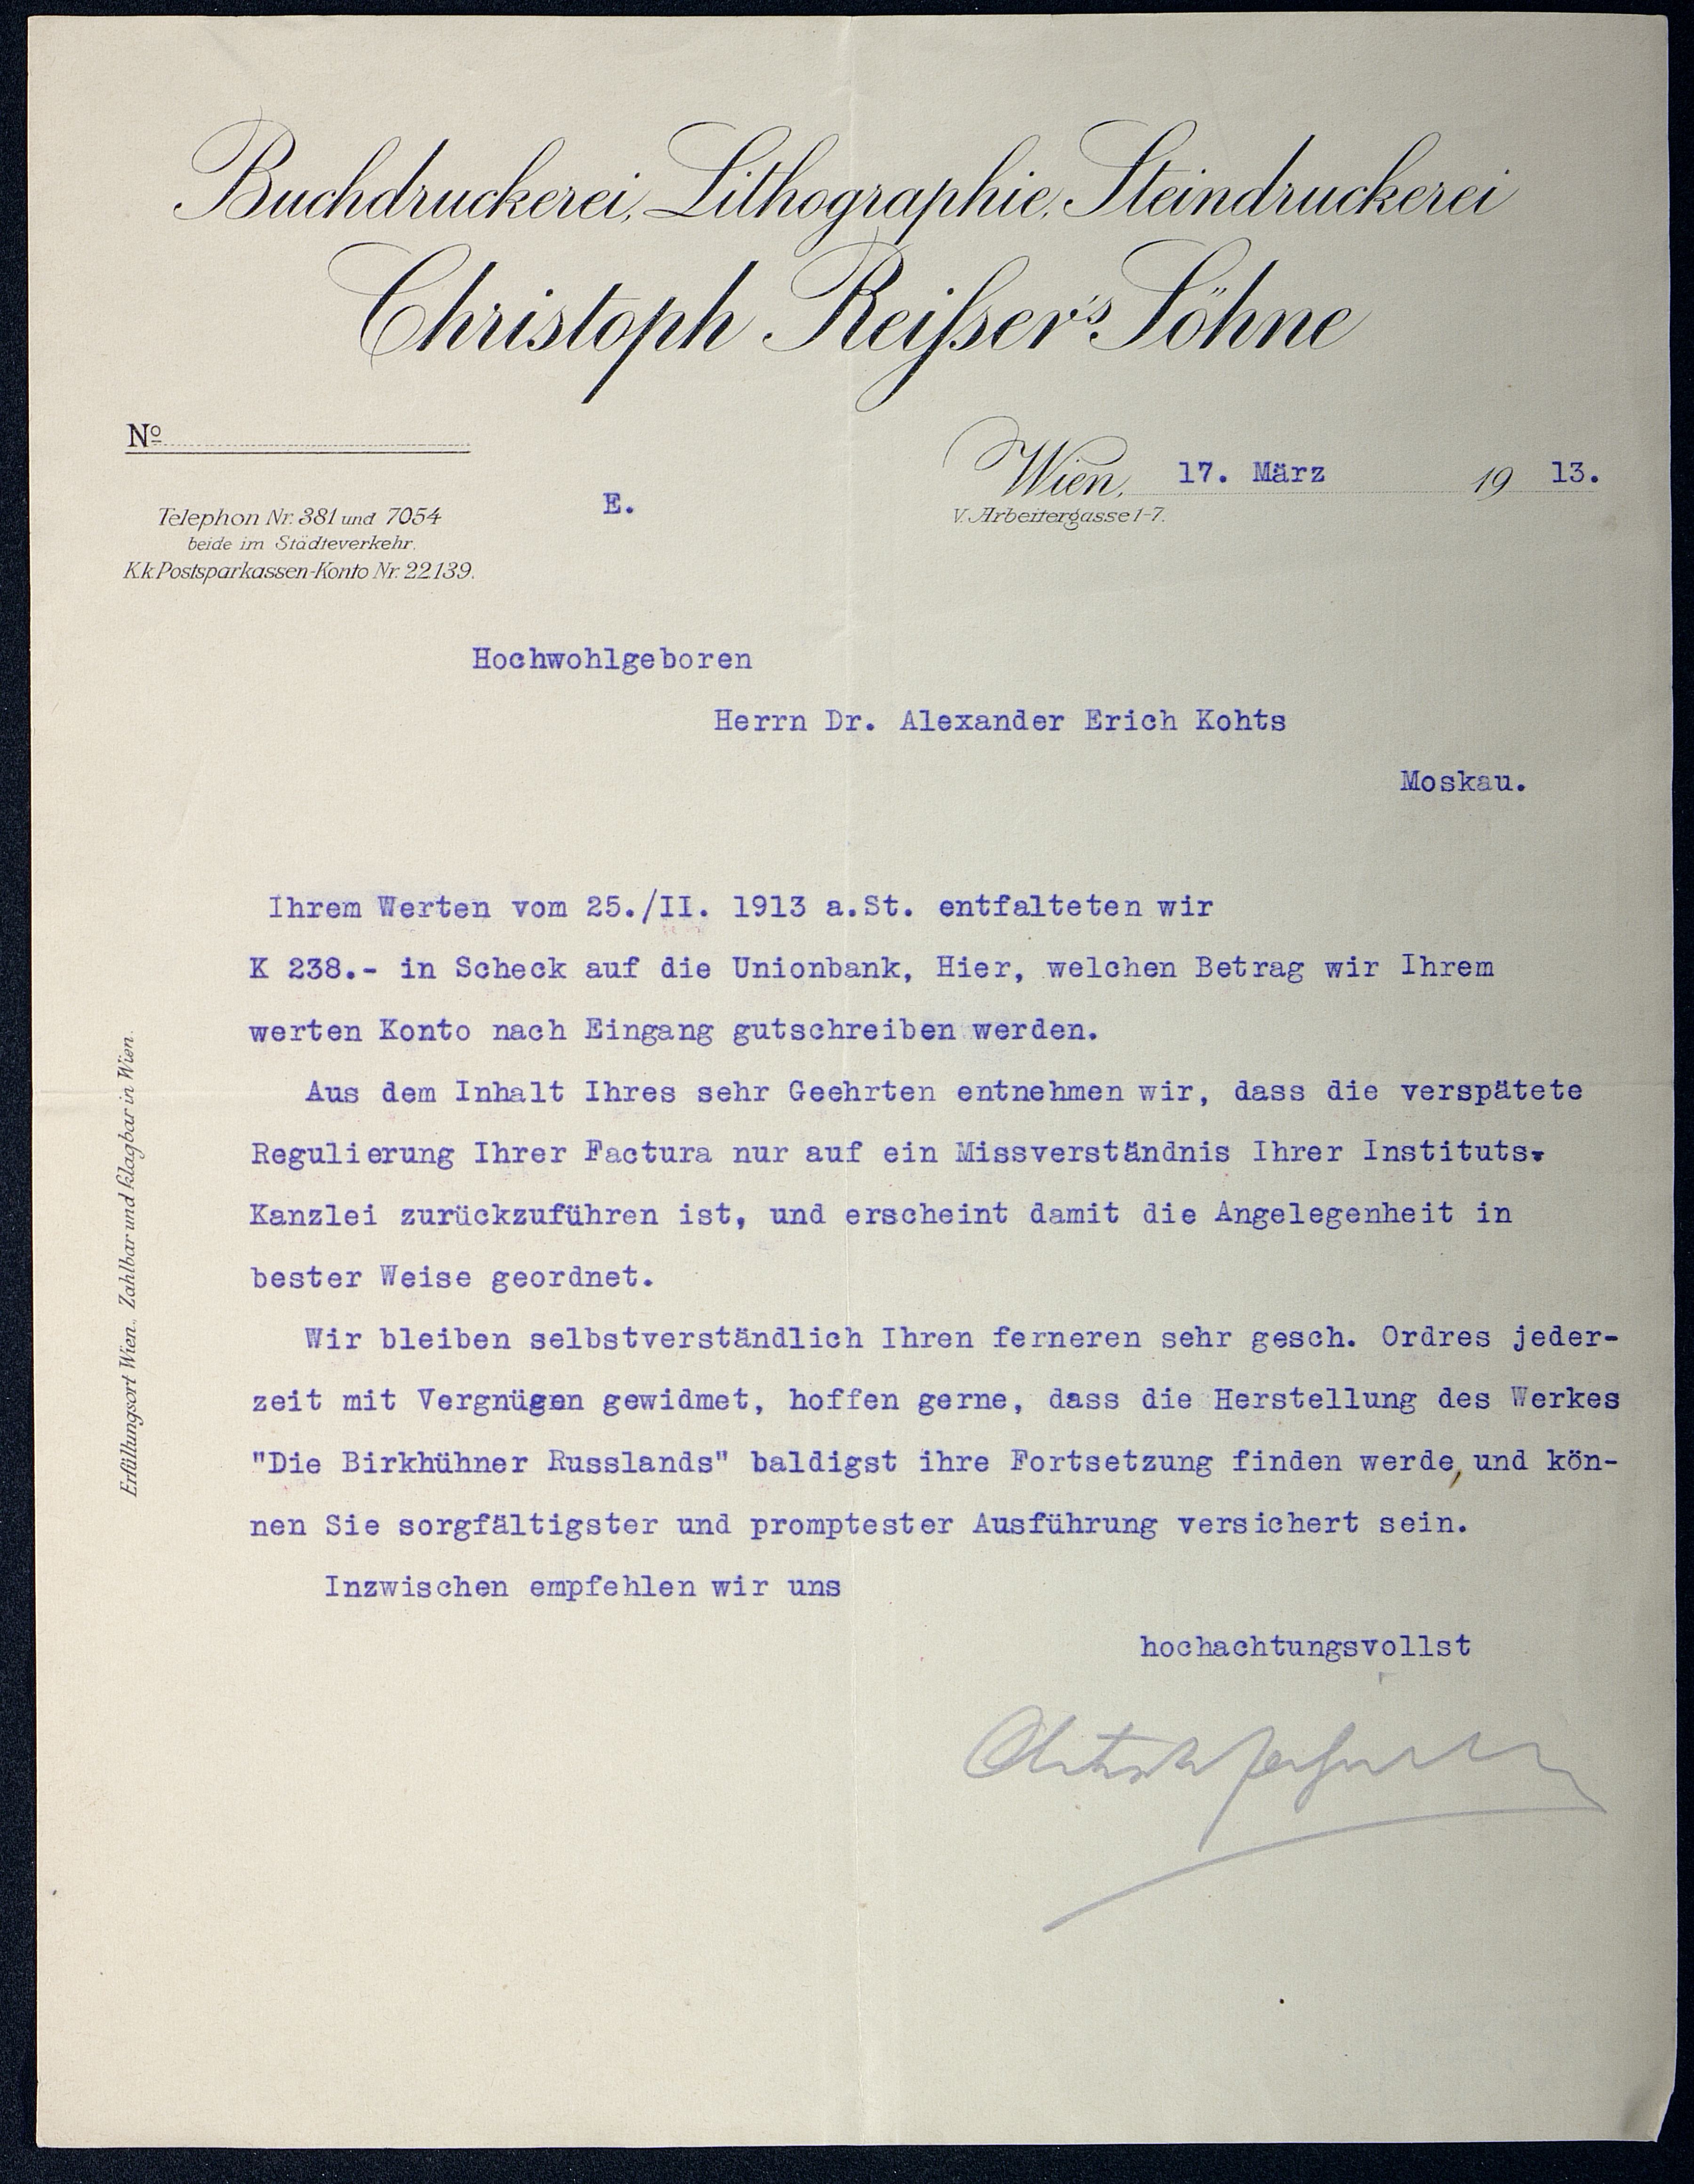 Buchdruckerei, Lithographie, Steindruckerei
Christoph Reißer's Söhne
Nº
Wien, 17. März 19 13.
V. Arbeitergasse 1-7.
E.
Telephon Nr. 381 und 7054
beide im Städteverkehr.
K.k. Postsparkassen-Konto Nr. 22139.
Hochwohlgeboren
Herrn Dr. Alexander Erich Kohts
Moskau.
Ihrem Werten vom 25./II. 1913 a.St. entfalteten wir
K 238.- in Scheck auf die Unionbank, Hier, welchen Betrag wir Ihrem
werten Konto nach Eingang gutschreiben werden.
Aus dem Inhalt Ihres sehr Geehrten entnehmen wir, dass die verspätete
Regulierung Ihrer Factura nur auf ein Missverständnis Ihrer Instituts-
Kanzlei zurückzuführen ist, und erscheint damit die Angelegenheit in
bester Weise geordnet.
Wir bleiben selbstverständlich Ihren ferneren sehr gesch. Ordres jeder-
zeit mit Vergnügen gewidmet, hoffen gerne, dass die Herstellung des Werkes
"Die Birkhühner Russlands" baldigst ihre Fortsetzung finden werde, und kön-
nen Sie sorgfältigster und promptester Ausführung versichert sein.
Inzwischen empfehlen wir uns
hochachtungsvollst
Erfüllungsort Wien. Zahlbar und klagbar in Wien.